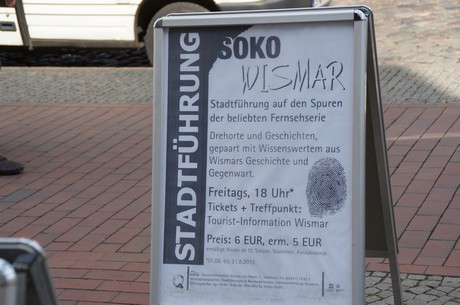 STADTFÜHRUNG
SOKO
WISMAR
Stadtführung auf den Spuren
der beliebten Fernsehserie
Drehorte und Geschichten,
gepaart mit Wissenswertem aus
Wismars Geschichte und
Gegenwart.
Freitags, 18 Uhr*
Tickets + Treffpunkt:
Tourist-Information Wismar
Preis: 6 EUR, erm. 5 EUR